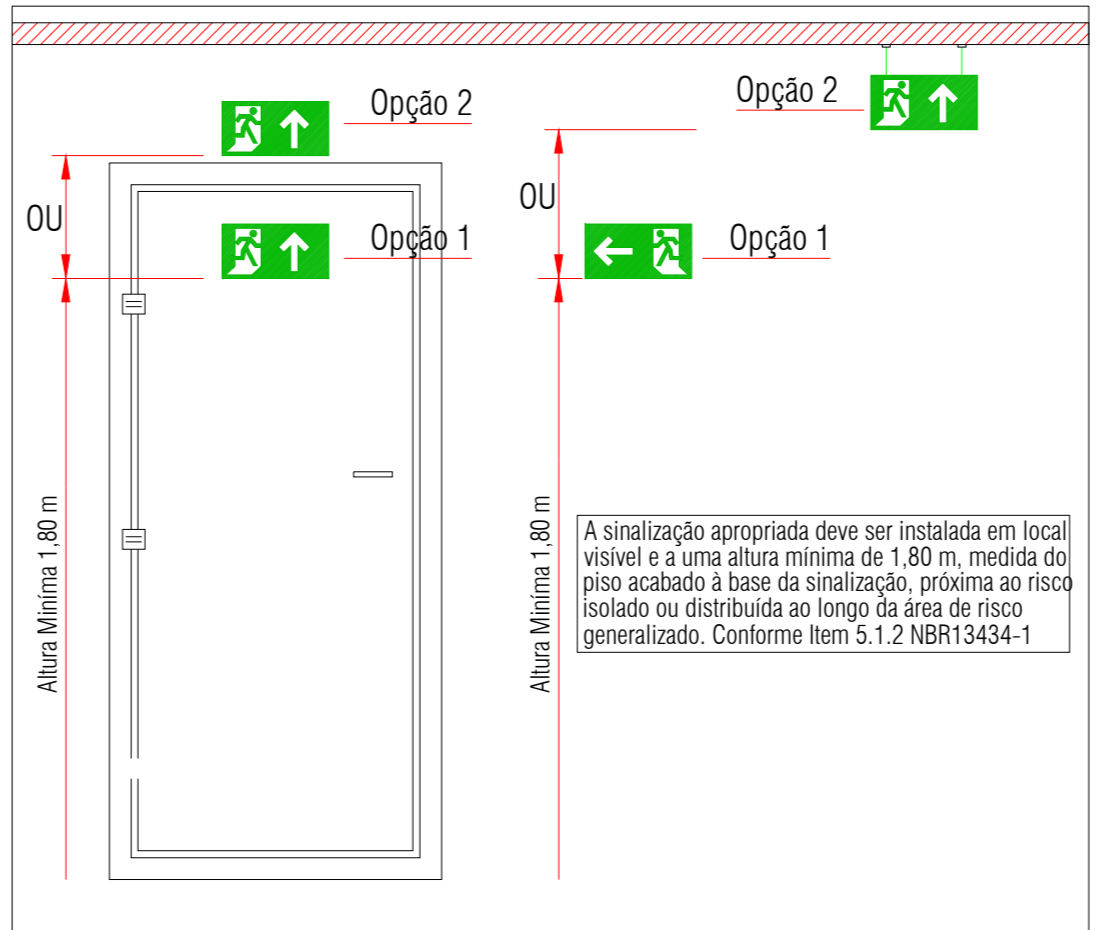 Opção 2
OU
Opção 1
Altura Miníma 1,80 m
Opção 2
OU
Opção 1
Altura Miníma 1,80 m
A sinalização apropriada deve ser instalada em local
visível e a uma altura mínima de 1,80 m, medida do
piso acabado à base da sinalização, próxima ao risco
isolado ou distribuída ao longo da área de risco
generalizado. Conforme Item 5.1.2 NBR13434-1